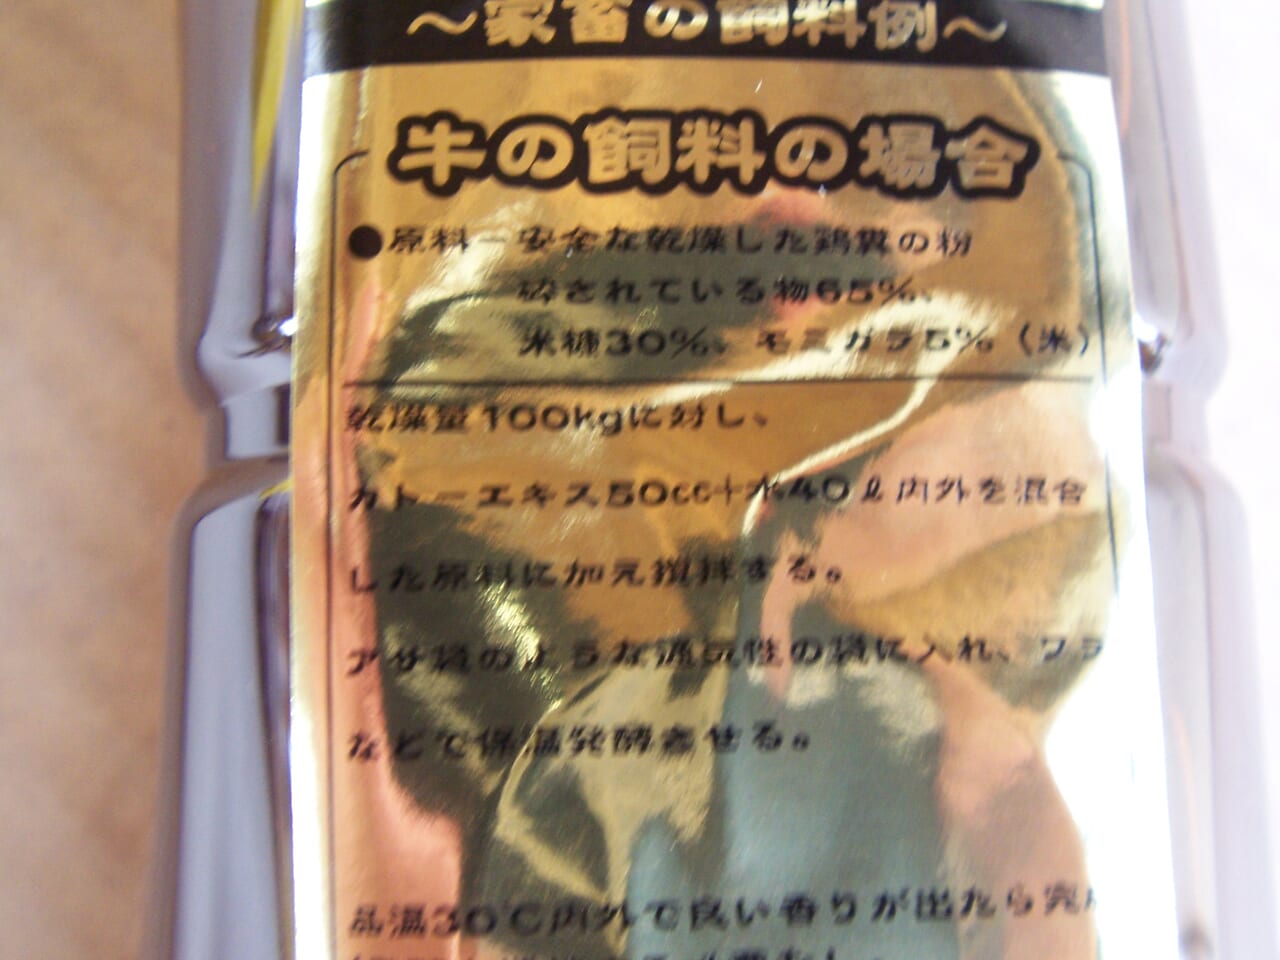 ～家畜の飼料例～
牛の飼料の場合
●原料－安全な乾燥した鶏糞の粉
砕されている物65%、
米糠30%、モミガラ5%（米）
乾燥量100kgに対し、
カトーエキス50cc＋水40ℓ内外を混合
した原料に加え撹拌する。
アサ袋のような通気性の袋に入れ、ワラ
などで保温発酵させる。
品温30℃内外で良い香りが出たら完